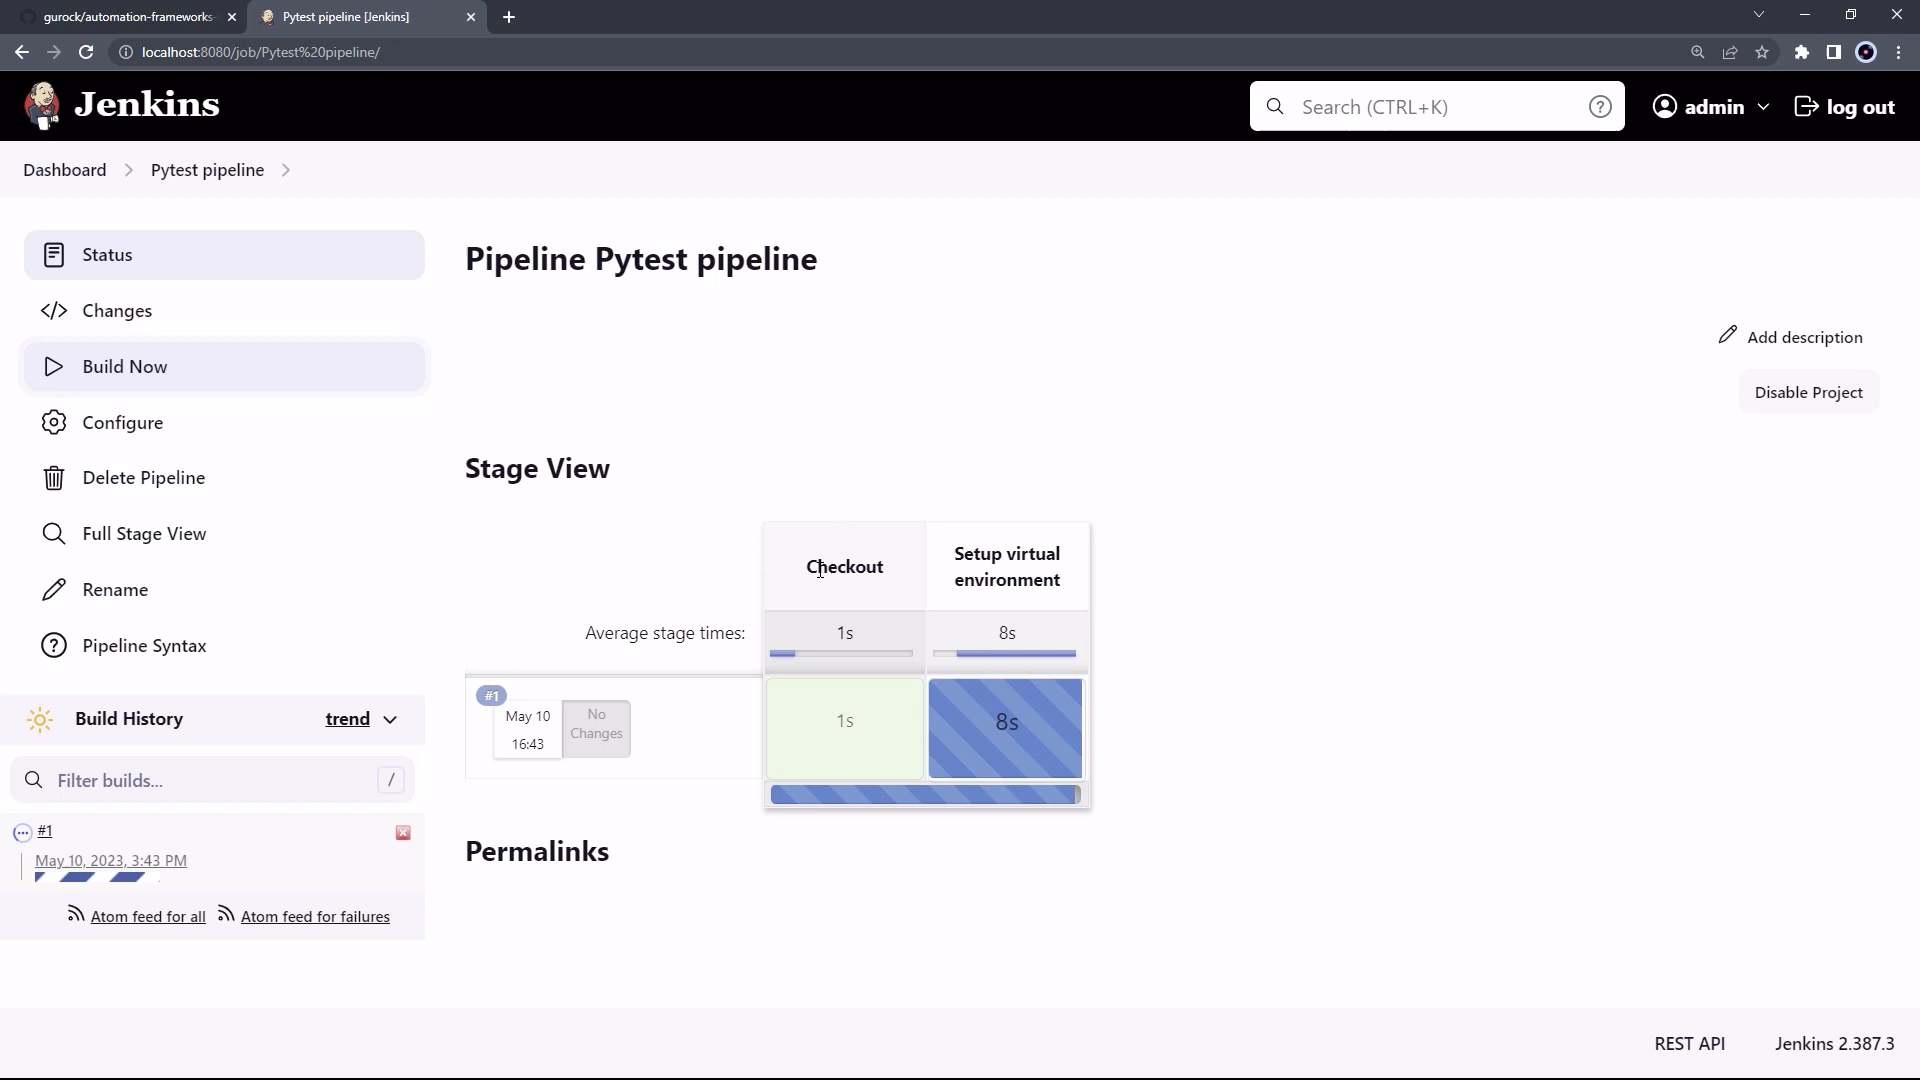 gurock/automation-frameworks-
Pytest pipeline [Jenkins]
localhost:8080/job/Pytest%20pipeline/
Jenkins
Search (CTRL+K)
?
admin
log out
Dashboard
Pytest pipeline
Status
Changes
Build Now
Configure
Delete Pipeline
Full Stage View
Rename
Pipeline Syntax
Build History
trend
Filter builds...
/
#1
May 10, 2023, 3:43 PM
Atom feed for all
Atom feed for failures
Pipeline Pytest pipeline
Add description
Disable Project
Stage View
Checkout
Setup virtual
environment
Average stage times:
1s
8s
#1
May 10
16:43
No
Changes
1s
8s
Permalinks
REST API
Jenkins 2.387.3